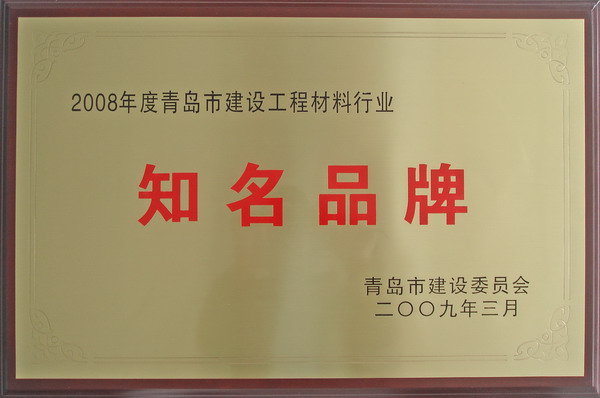 2008年度青岛市建设工程材料行业
知名品牌
青岛市建设委员会
二〇〇九年三月